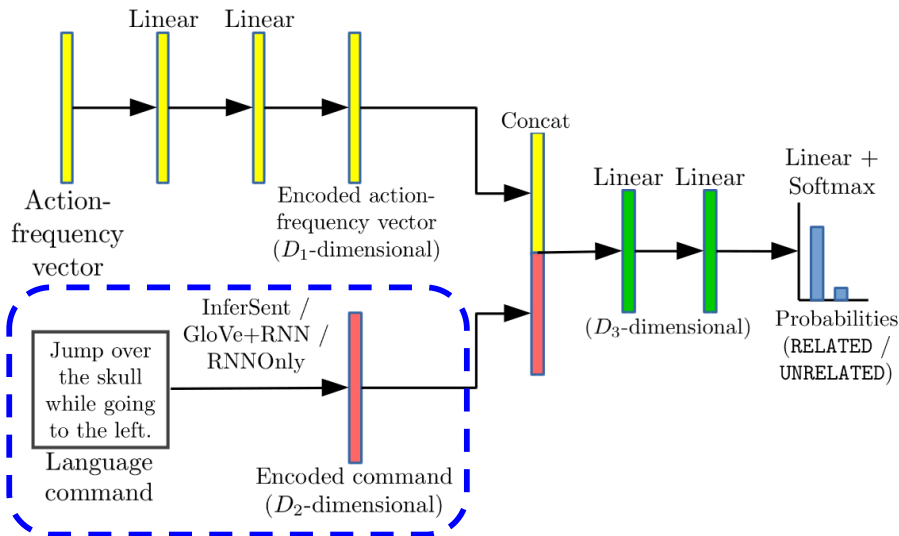 Linear
Linear
Action-
frequency
vector
Encoded action-
frequency vector
(D₁-dimensional)
Concat
Linear
Linear
(D₃-dimensional)
Linear +
Softmax
Probabilities
(RELATED /
UNRELATED)
Jump over
the skull
while going
to the left.
Language
command
InferSent /
GloVe+RNN /
RNNOnly
Encoded command
(D₂-dimensional)